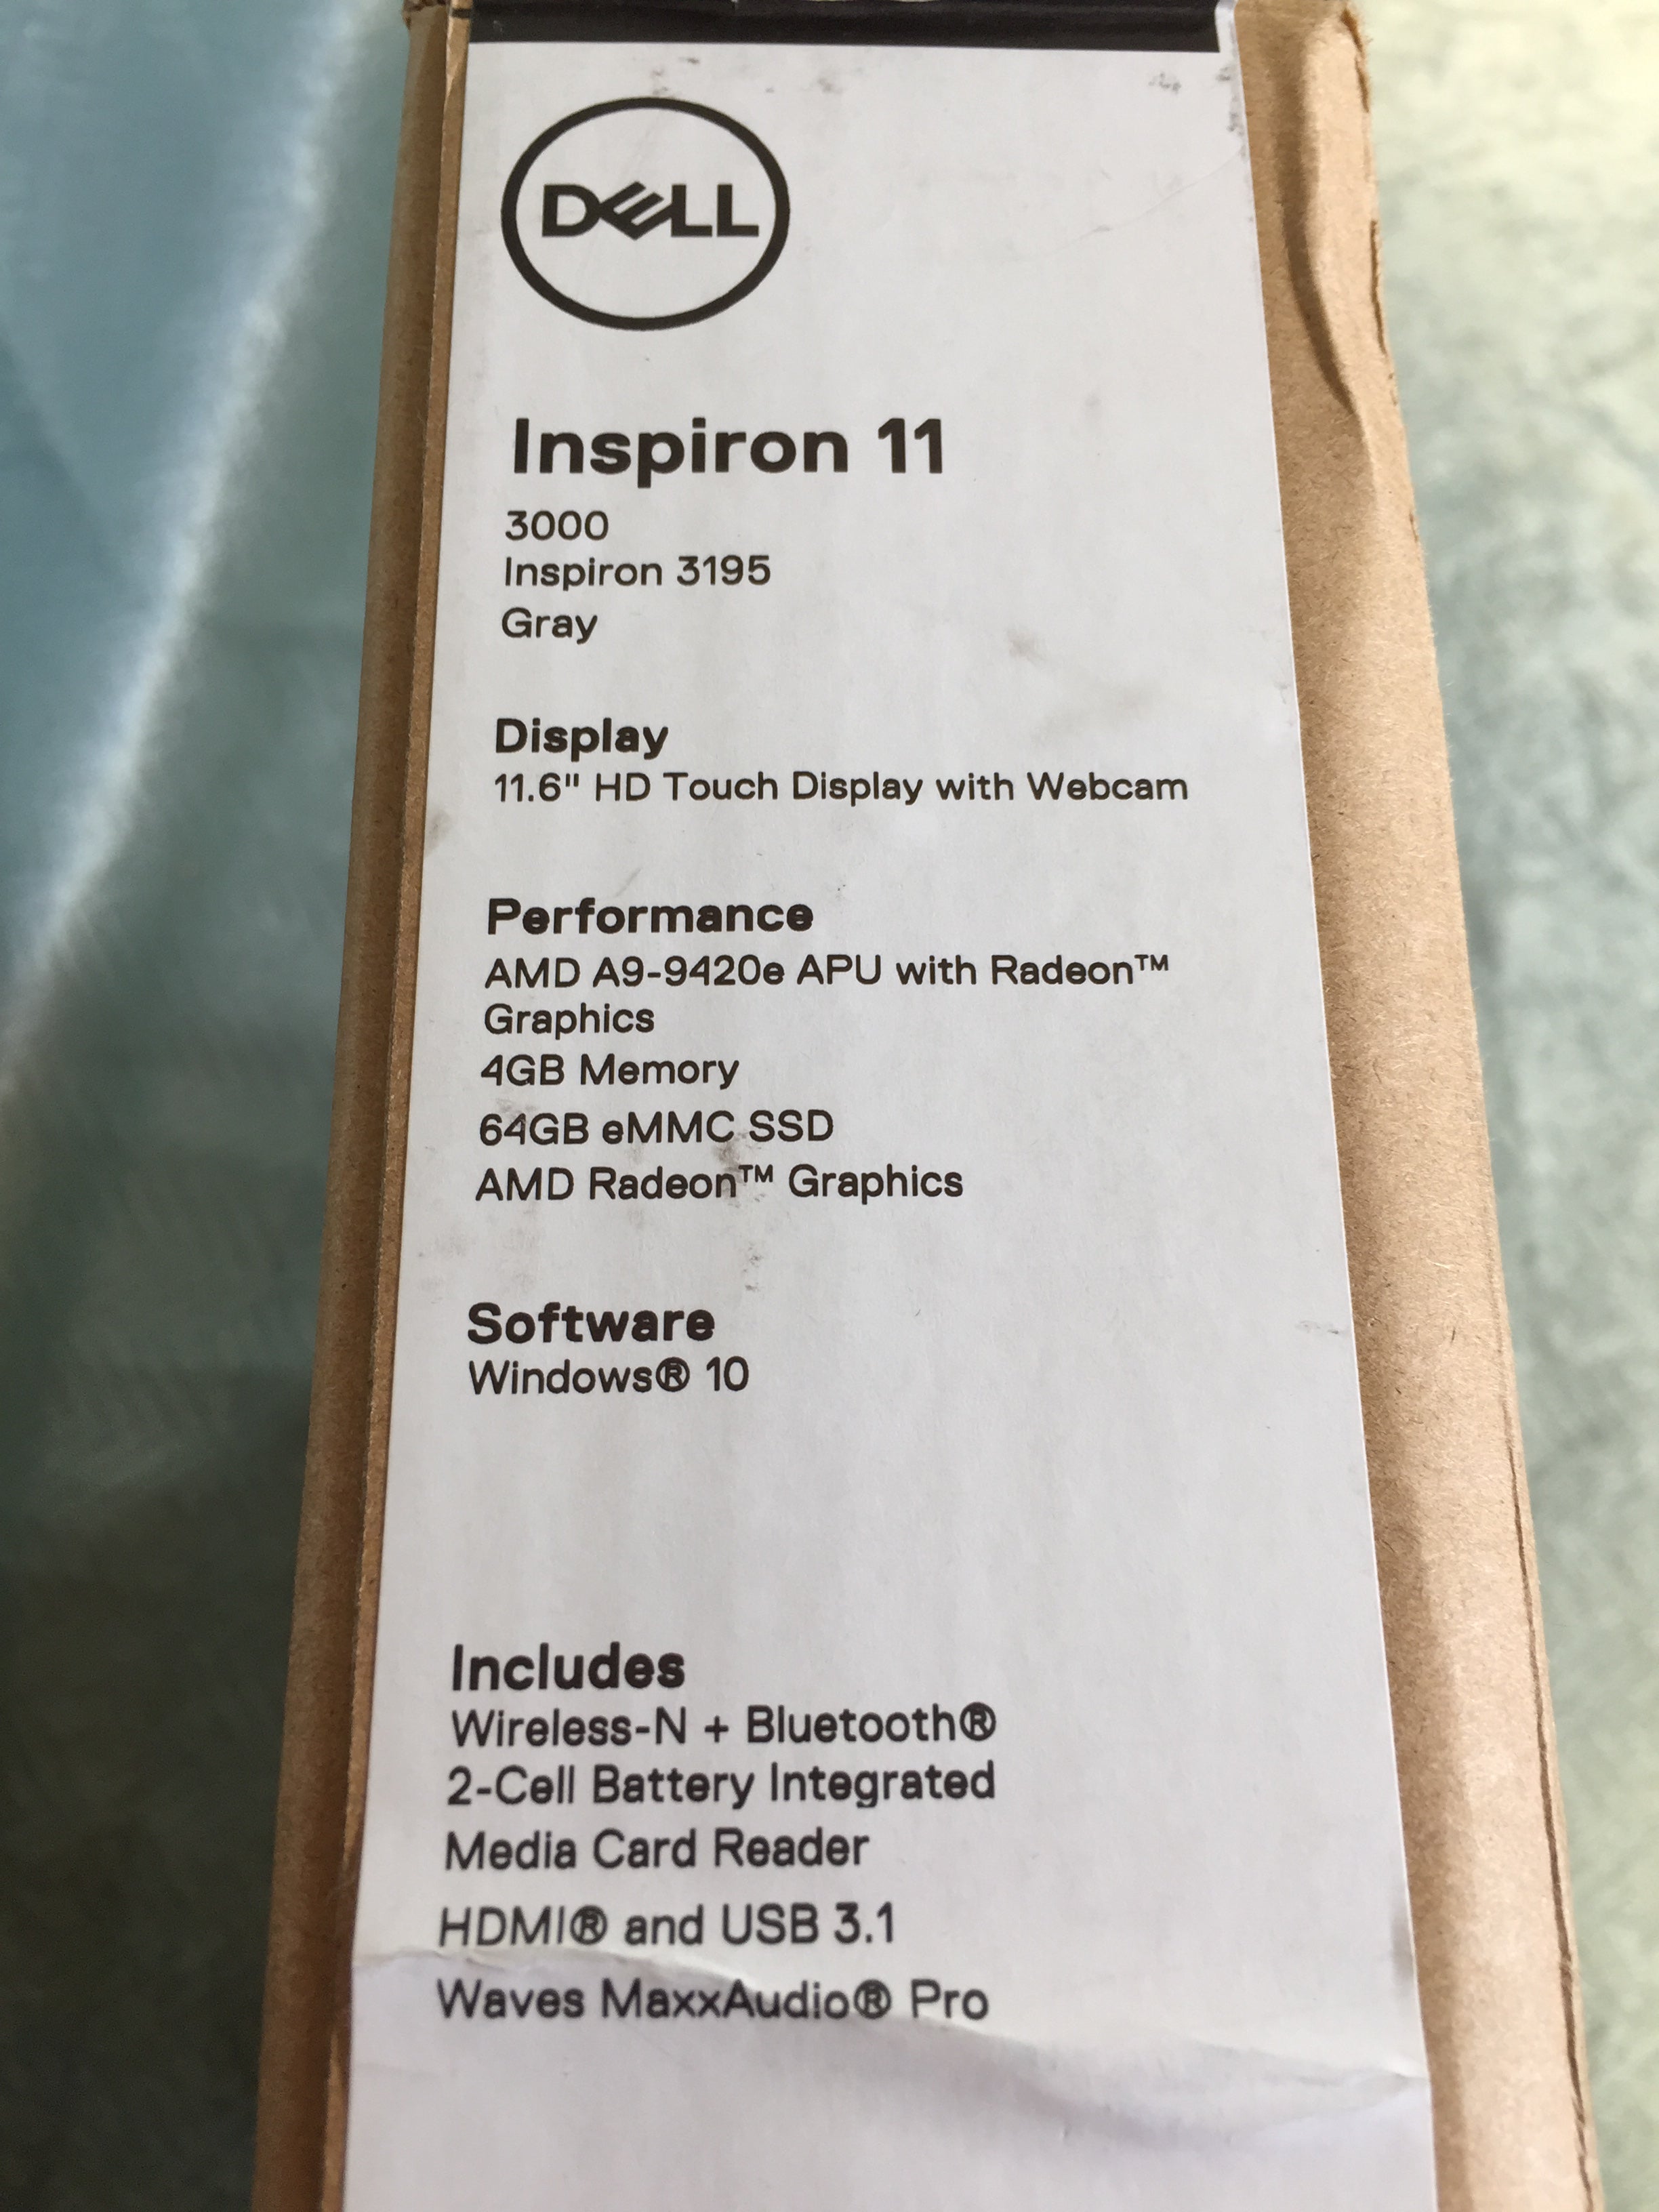 DELL
Inspiron 11
3000
Inspiron 3195
Gray
Display
11.6" HD Touch Display with Webcam
Performance
AMD A9-9420e APU with Radeon™
Graphics
4GB Memory
64GB eMMC SSD
AMD Radeon™ Graphics
Software
Windows® 10
Includes
Wireless-N + Bluetooth®
2-Cell Battery Integrated
Media Card Reader
HDMI® and USB 3.1
Waves MaxxAudio® Pro